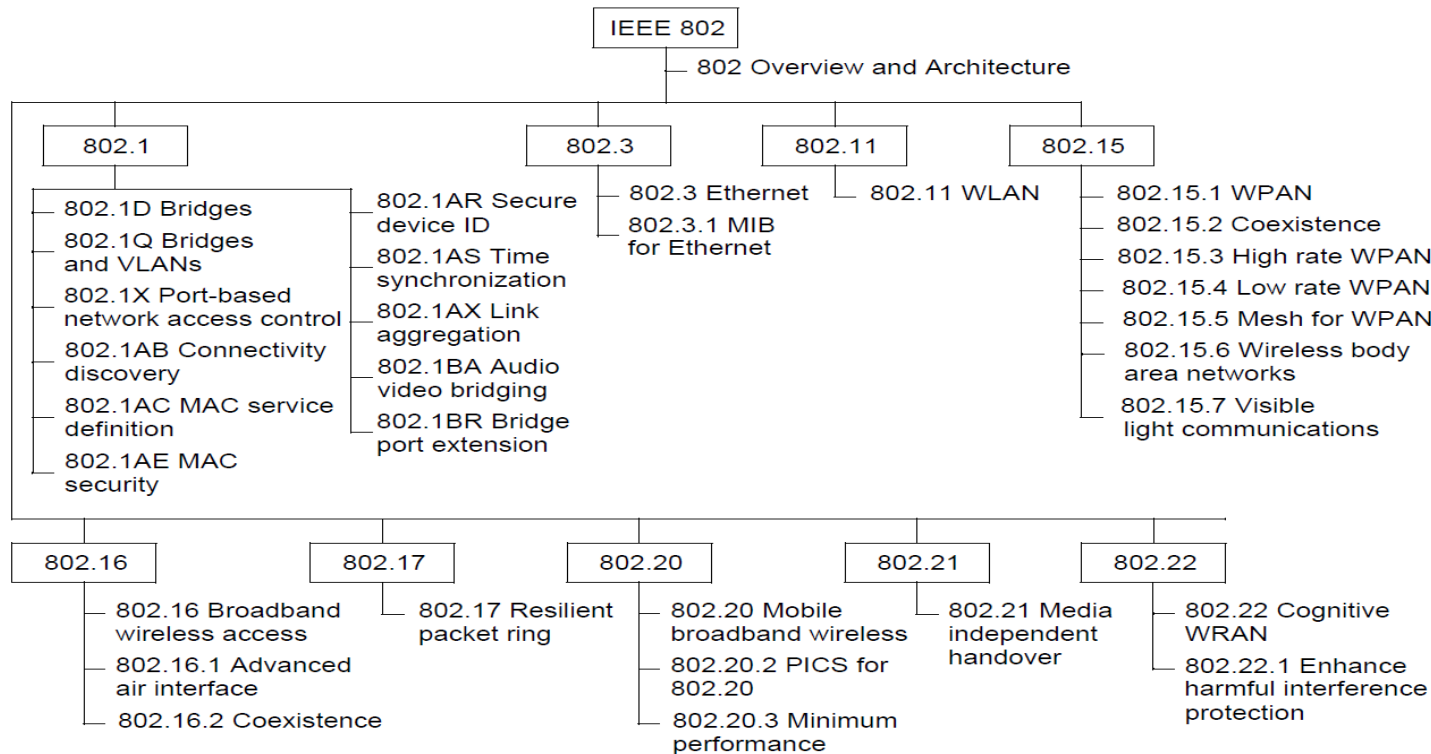 IEEE 802
802 Overview and Architecture
802.1
802.1D Bridges
802.1Q Bridges
and VLANs
802.1X Port-based
network access control
802.1AB Connectivity
discovery
802.1AC MAC service
definition
802.1AE MAC
security
802.1AR Secure
device ID
802.1AS Time
synchronization
802.1AX Link
aggregation
802.1BA Audio
video bridging
802.1BR Bridge
port extension
802.3
802.3 Ethernet
802.3.1 MIB
for Ethernet
802.11
802.11 WLAN
802.15
802.15.1 WPAN
802.15.2 Coexistence
802.15.3 High rate WPAN
802.15.4 Low rate WPAN
802.15.5 Mesh for WPAN
802.15.6 Wireless body
area networks
802.15.7 Visible
light communications
802.16
802.16 Broadband
wireless access
802.16.1 Advanced
air interface
802.16.2 Coexistence
802.17
802.17 Resilient
packet ring
802.20
802.20 Mobile
broadband wireless
802.20.2 PICS for
802.20
802.20.3 Minimum
performance
802.21
802.21 Media
independent
handover
802.22
802.22 Cognitive
WRAN
802.22.1 Enhance
harmful interference
protection